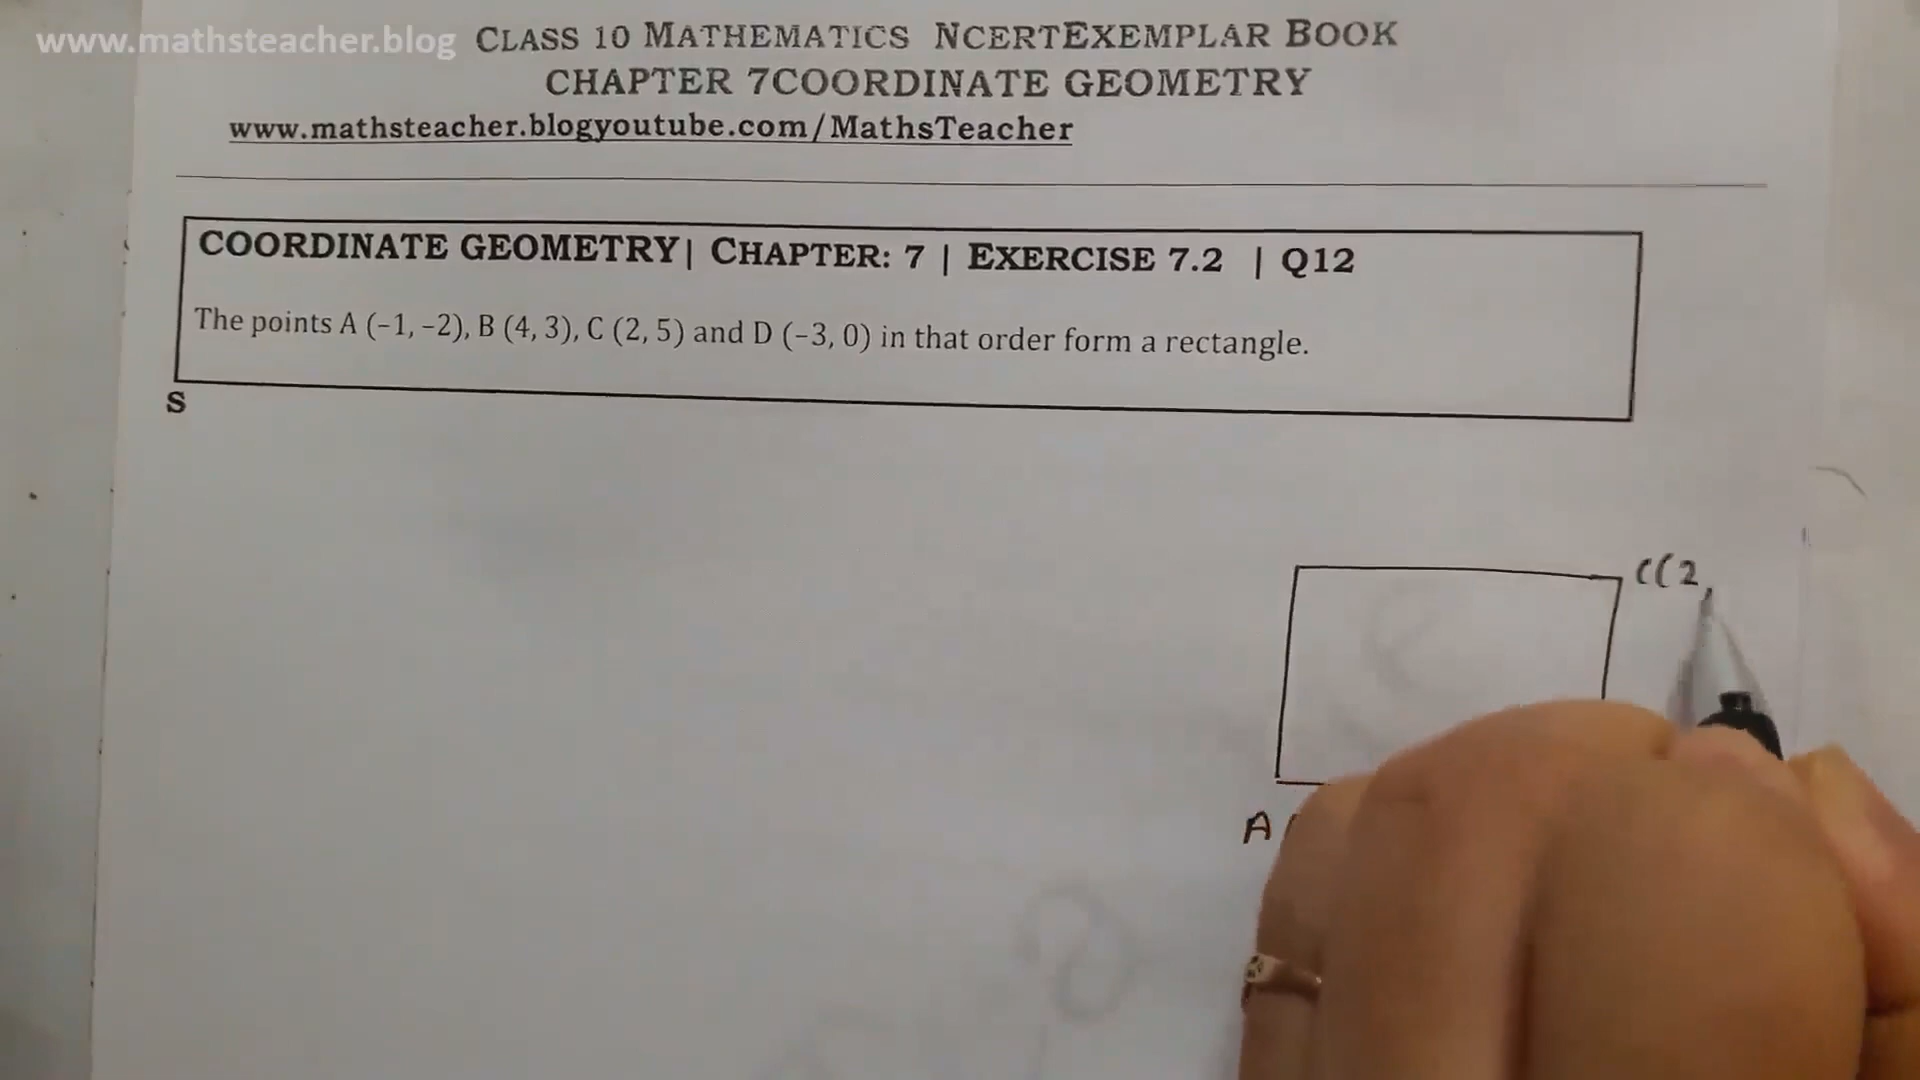 www.mathsteacher.blog
CLASS 10 MATHEMATICS NCERTEXEMPLAR BOOK
CHAPTER 7COORDINATE GEOMETRY
www.mathsteacher.blogyoutube.com/MathsTeacher
COORDINATE GEOMETRY| CHAPTER: 7 | EXERCISE 7.2 | Q12
The points A (–1, –2), B (4, 3), C (2, 5) and D (–3, 0) in that order form a rectangle.
S
C(2,
A